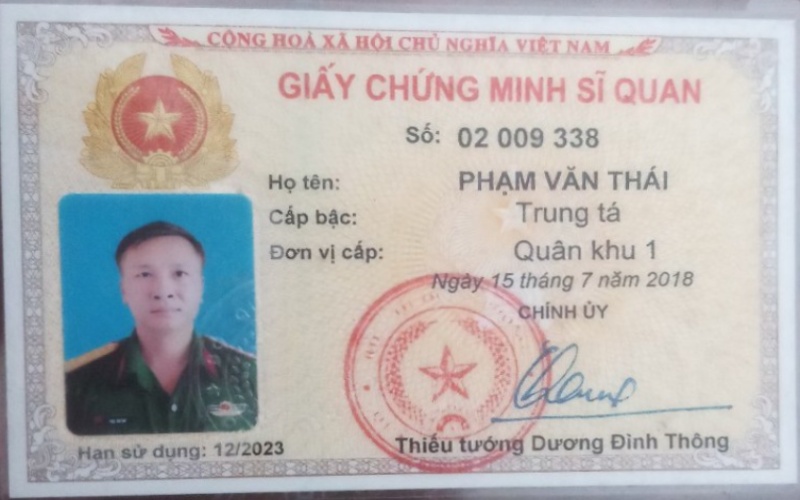 CỘNG HOÀ XÃ HỘI CHỦ NGHĨA VIỆT NAM
GIẤY CHỨNG MINH SĨ QUAN
Số: 02 009 338
Họ tên: PHẠM VĂN THÁI
Cấp bậc: Trung tá
Đơn vị cấp: Quân khu 1
Ngày 15 tháng 7 năm 2018
CHÍNH ỦY
Hạn sử dụng: 12/2023
Thiếu tướng Dương Đình Thông